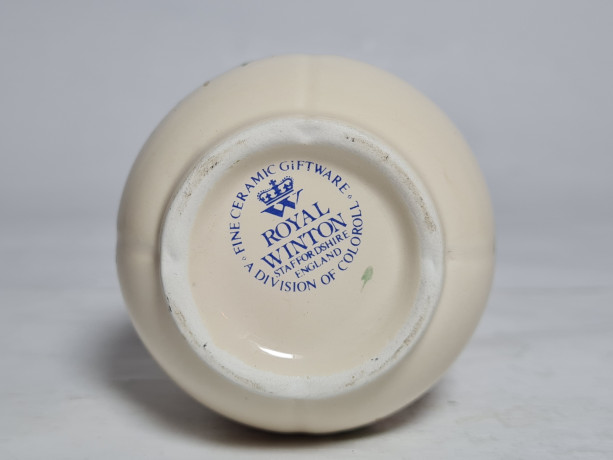 FINE CERAMIC GiFTWARE
W
ROYAL
WINTON
STAFFORDSHIRE
ENGLAND
A DIVISION OF COLOROLL